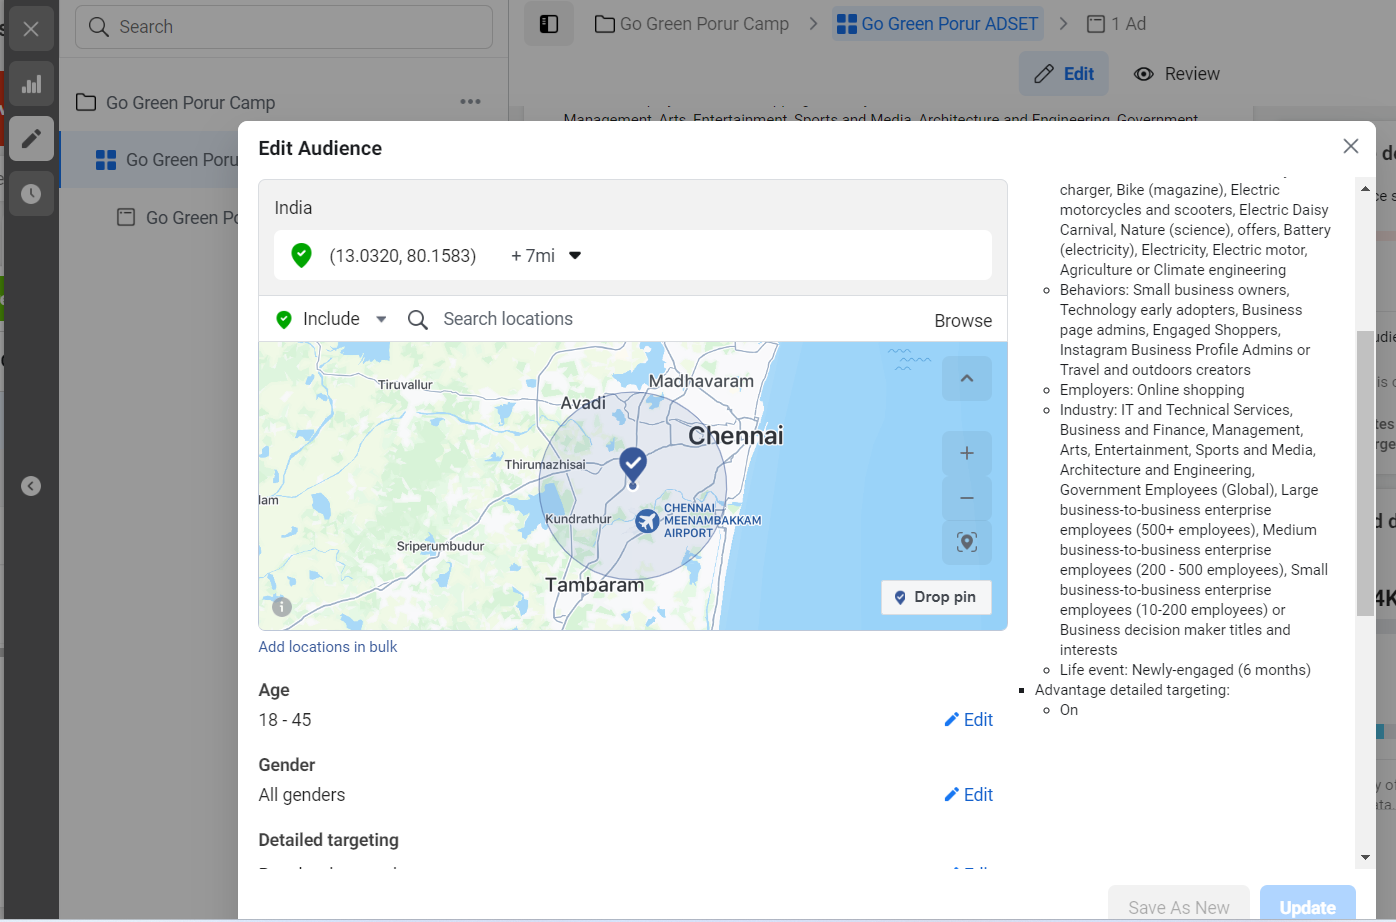 Search
Go Green Porur Camp
Go Green Poru
Go Green Po
Go Green Porur Camp
Go Green Porur ADSET
1 Ad
Edit
Review
Management, Arts, Entertainment, Sports and Media, Architecture and Engineering, Government
Edit Audience
India
(13.0320, 80.1583)
+ 7mi
Include
Search locations
Browse
Tiruvallur
Madhavaram
Avadi
Chennai
Thirumazhisai
lam
Kundrathur
CHENNAI
MEENAMBAKKAM
AIRPORT
Sriperumbudur
Tambaram
Drop pin
Add locations in bulk
Age
18 - 45
Edit
Gender
All genders
Edit
Detailed targeting
charger, Bike (magazine), Electric
motorcycles and scooters, Electric Daisy
Carnival, Nature (science), offers, Battery
(electricity), Electricity, Electric motor,
Agriculture or Climate engineering
Behaviors: Small business owners,
Technology early adopters, Business
page admins, Engaged Shoppers,
Instagram Business Profile Admins or
Travel and outdoors creators
Employers: Online shopping
Industry: IT and Technical Services,
Business and Finance, Management,
Arts, Entertainment, Sports and Media,
Architecture and Engineering,
Government Employees (Global), Large
business-to-business enterprise
employees (500+ employees), Medium
business-to-business enterprise
employees (200 - 500 employees), Small
business-to-business enterprise
employees (10-200 employees) or
Business decision maker titles and
interests
Life event: Newly-engaged (6 months)
Advantage detailed targeting:
On
4K
Save As New
Update